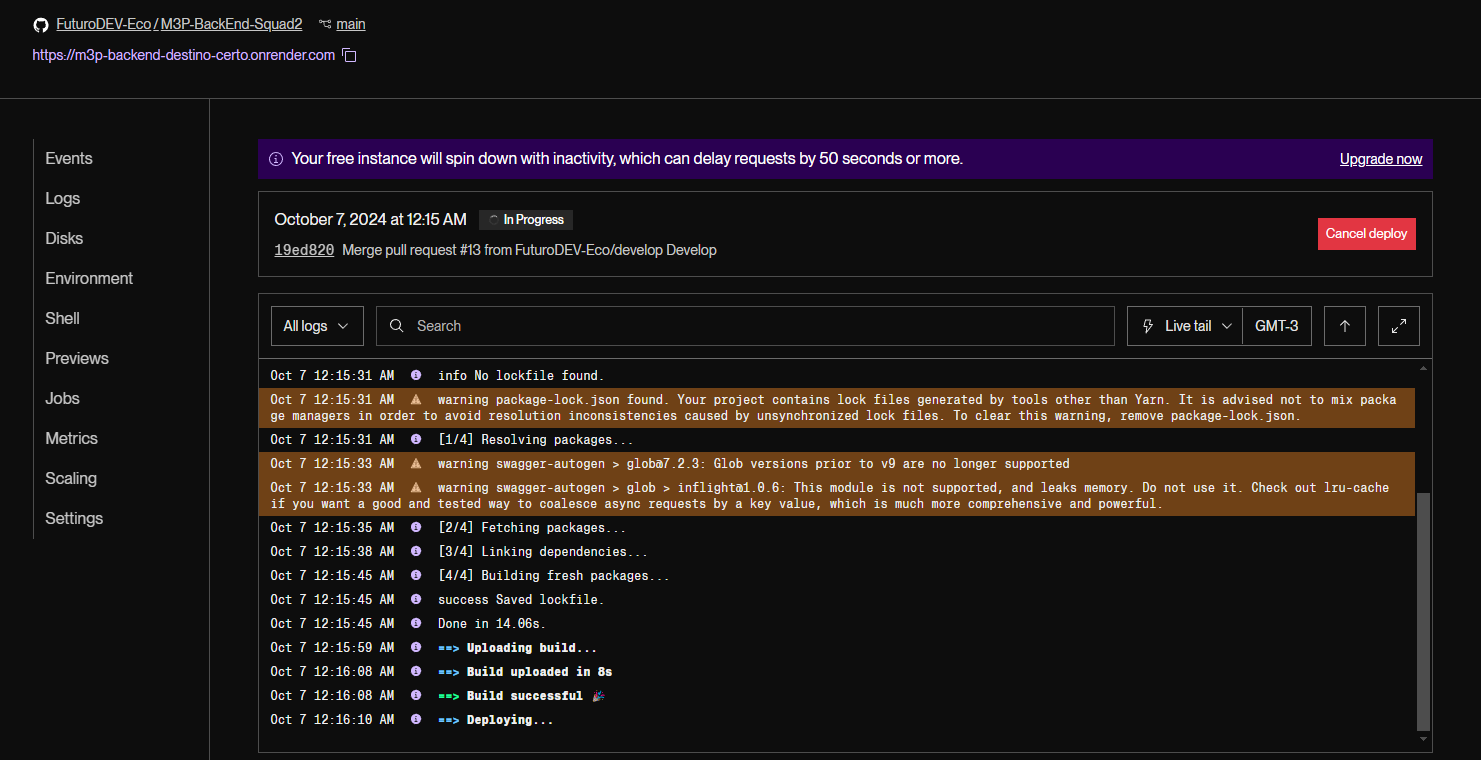 FuturoDEV-Eco / M3P-BackEnd-Squad2 main
https://m3p-backend-destino-certo.onrender.com
Events
Logs
Disks
Environment
Shell
Previews
Jobs
Metrics
Scaling
Settings
Your free instance will spin down with inactivity, which can delay requests by 50 seconds or more. Upgrade now
October 7, 2024 at 12:15 AM In Progress
19ed820 Merge pull request #13 from FuturoDEV-Eco/develop Develop
Cancel deploy
All logs Search Live tail GMT-3
Oct 7 12:15:31 AM info No lockfile found.
Oct 7 12:15:31 AM warning package-lock.json found. Your project contains lock files generated by tools other than Yarn. It is advised not to mix packa
ge managers in order to avoid resolution inconsistencies caused by unsynchronized lock files. To clear this warning, remove package-lock.json.
Oct 7 12:15:31 AM [1/4] Resolving packages...
Oct 7 12:15:33 AM warning swagger-autogen > glob@7.2.3: Glob versions prior to v9 are no longer supported
Oct 7 12:15:33 AM warning swagger-autogen > glob > inflight@1.0.6: This module is not supported, and leaks memory. Do not use it. Check out lru-cache
if you want a good and tested way to coalesce async requests by a key value, which is much more comprehensive and powerful.
Oct 7 12:15:35 AM [2/4] Fetching packages...
Oct 7 12:15:38 AM [3/4] Linking dependencies...
Oct 7 12:15:45 AM [4/4] Building fresh packages...
Oct 7 12:15:45 AM success Saved lockfile.
Oct 7 12:15:45 AM Done in 14.06s.
Oct 7 12:15:59 AM ==> Uploading build...
Oct 7 12:16:08 AM ==> Build uploaded in 8s
Oct 7 12:16:08 AM ==> Build successful 🎉
Oct 7 12:16:10 AM ==> Deploying...